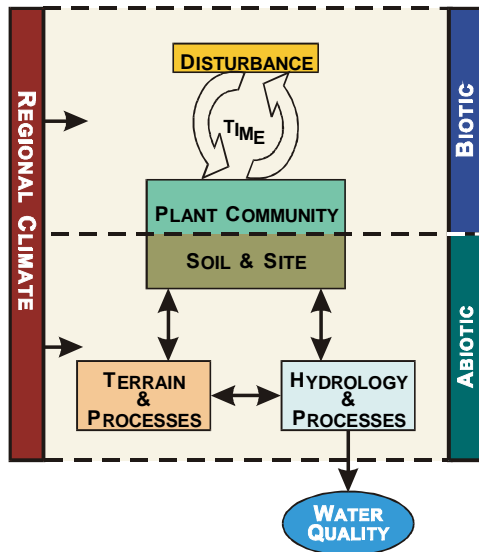 REGIONAL CLIMATE
DISTURBANCE
TIME
PLANT COMMUNITY
SOIL & SITE
TERRAIN
&
PROCESSES
HYDROLOGY
&
PROCESSES
WATER
QUALITY
BIOTIC
ABIOTIC